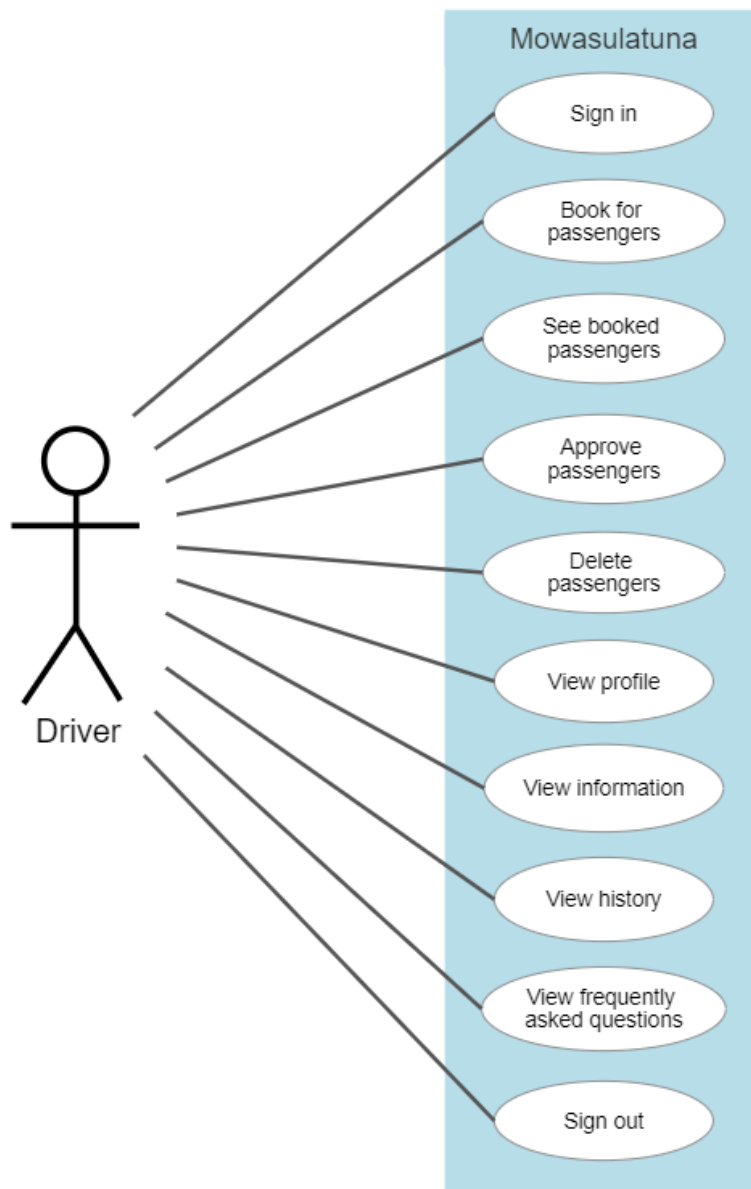 Mowasulatuna
Sign in
Book for
passengers
See booked
passengers
Approve
passengers
Delete
passengers
View profile
Driver
View information
View history
View frequently
asked questions
Sign out